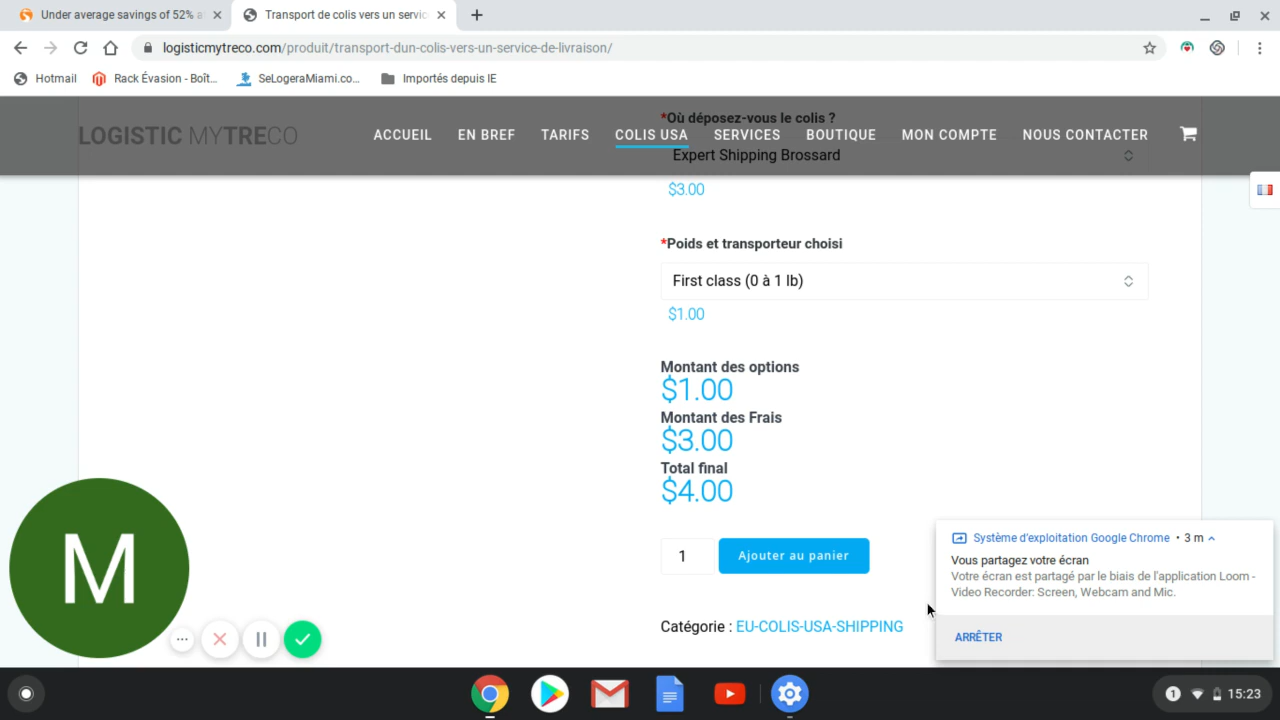 Under average savings of 52% a
Transport de colis vers un servic
logisticmytreco.com/produit/transport-dun-colis-vers-un-service-de-livraison/
Hotmail
Rack Évasion - Boît...
SeLogeraMiami.co...
Importés depuis IE
LOGISTIC MYTRECO
ACCUEIL
EN BREF
TARIFS
COLIS USA
SERVICES
BOUTIQUE
MON COMPTE
NOUS CONTACTER
*Où déposez-vous le colis ?
Expert Shipping Brossard
$3.00
*Poids et transporteur choisi
First class (0 à 1 lb)
$1.00
Montant des options
$1.00
Montant des Frais
$3.00
Total final
$4.00
1
Ajouter au panier
Catégorie : EU-COLIS-USA-SHIPPING
M
Système d'exploitation Google Chrome • 3 m
Vous partagez votre écran
Votre écran est partagé par le biais de l'application Loom -
Video Recorder: Screen, Webcam and Mic.
ARRÊTER
1
15:23